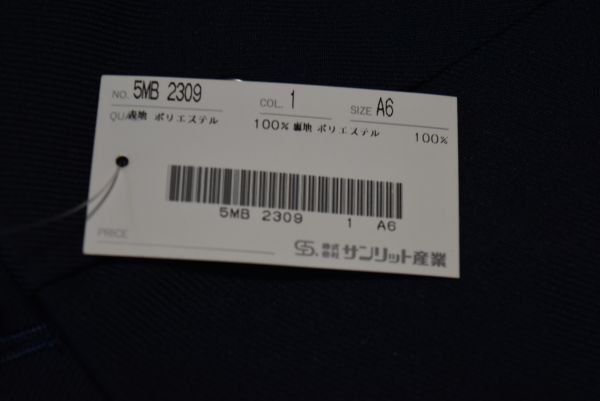 NO. 5MB 2309 COL. 1 SIZE A6
QUA 表地 ポリエステル 100% 裏地 ポリエステル 100%
5MB 2309 1 A6
PRICE
株式会社 サンリット産業